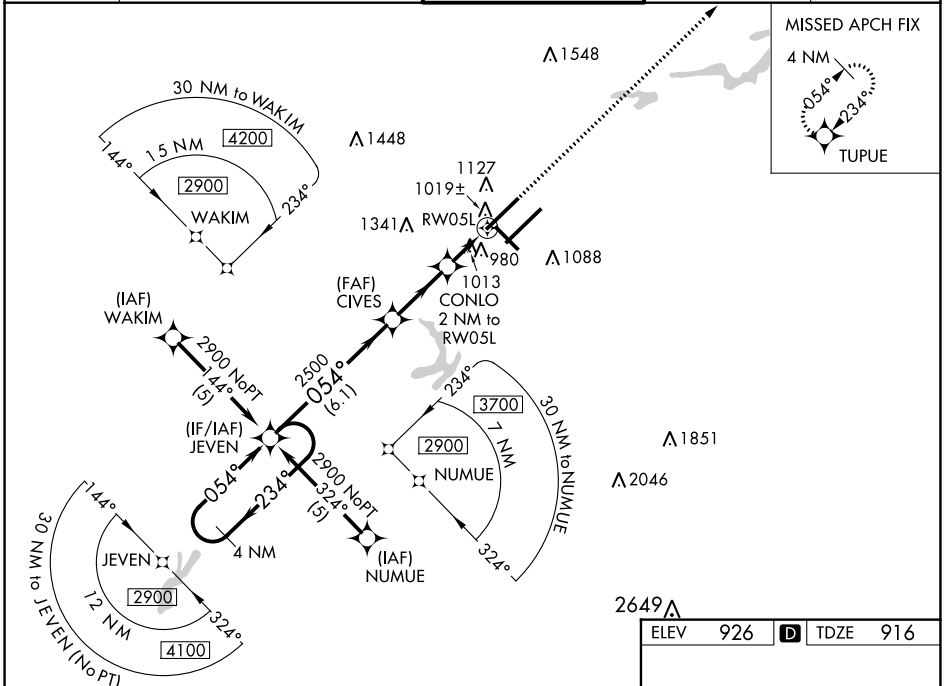 MISSED APCH FIX
4 NM
054°
234°
TUPUE
1548
30 NM to WAKIM
4200
15 NM
2900
144°
234°
WAKIM
1448
1127
1019±
1341
RW05L
980
1088
1013
CONLO
2 NM to
RW05L
(FAF)
CIVES
(IAF)
WAKIM
2900 NoPT
144°
(5)
2500
054°
(6.1)
(IF/IAF)
JEVEN
054°
234°
4 NM
2900 NoPT
324°
(5)
(IAF)
NUMUE
234°
3700
30 NM to NUMUE
7 NM
2900
NUMUE
324°
1851
2046
144°
JEVEN
2900
12 NM
324°
4100
30 NM to JEVEN (NoPT)
2649
ELEV 926 D TDZE 916